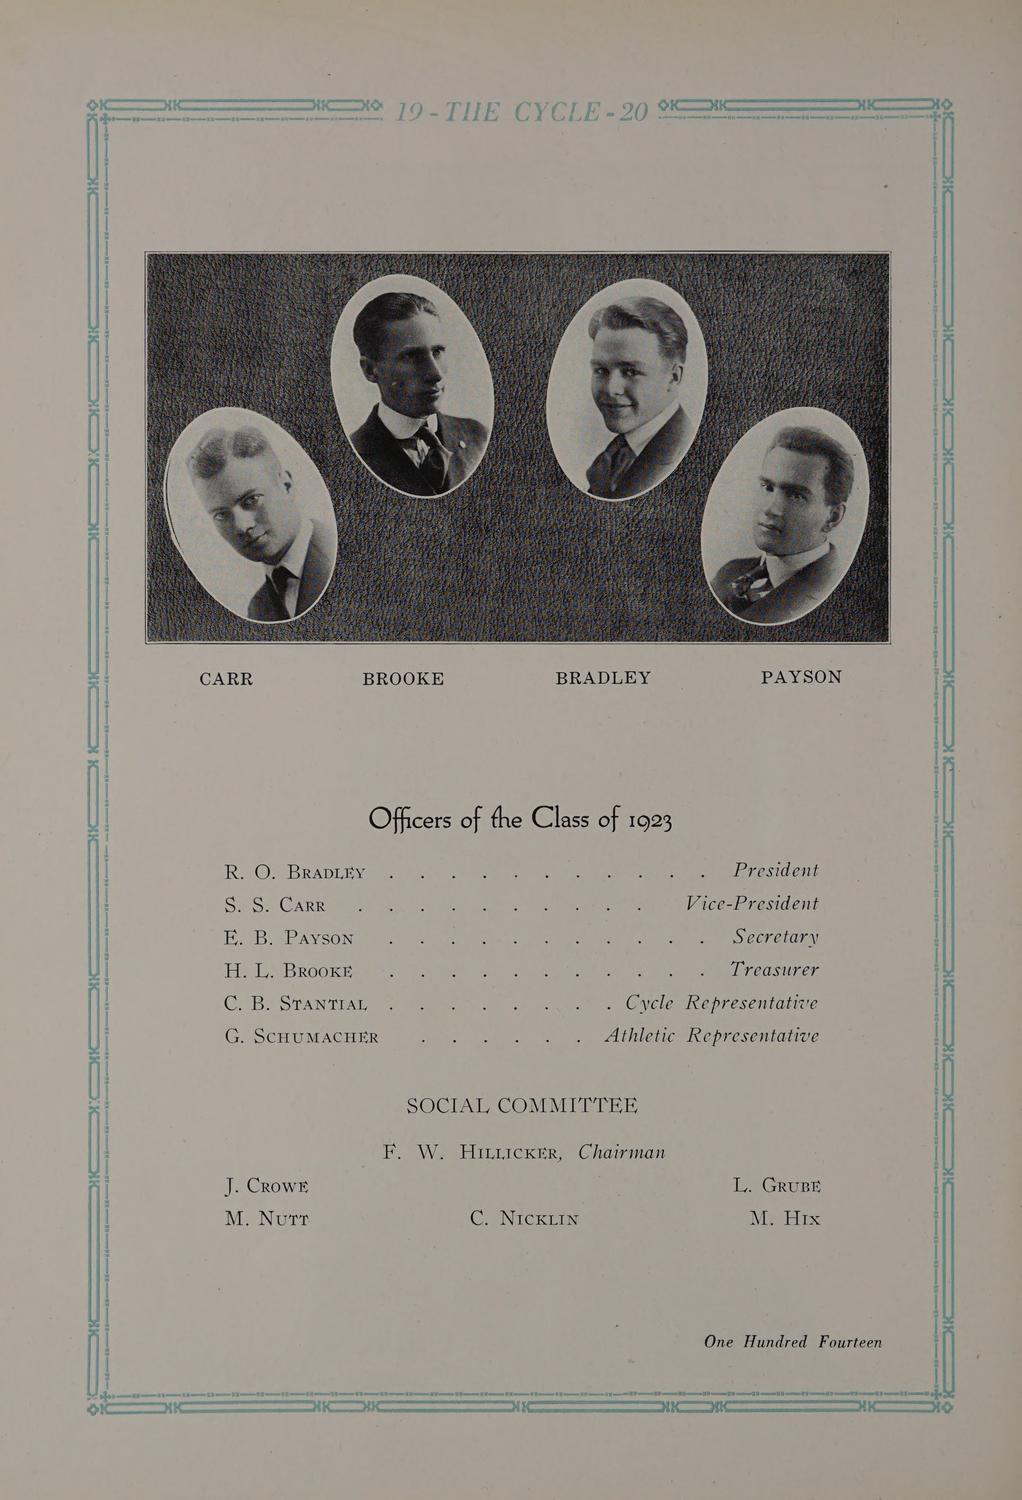 19-THE CYCLE-20
CARR BROOKE BRADLEY PAYSON
Officers of the Class of 1923
R. O. BRADLEY . . . . . . . . . . . President
S. S. CARR . . . . . . . . . . Vice-President
E. B. PAYSON . . . . . . . . . . . Secretary
H. L. BROOKE . . . . . . . . . . . Treasurer
C. B. STANTIAL . . . . . . . . Cycle Representative
G. SCHUMACHER . . . . . . Athletic Representative
SOCIAL COMMITTEE
F. W. HILLICKER, Chairman
J. CROWE L. GRUBE
M. NUTT C. NICKLIN M. HIX
One Hundred Fourteen